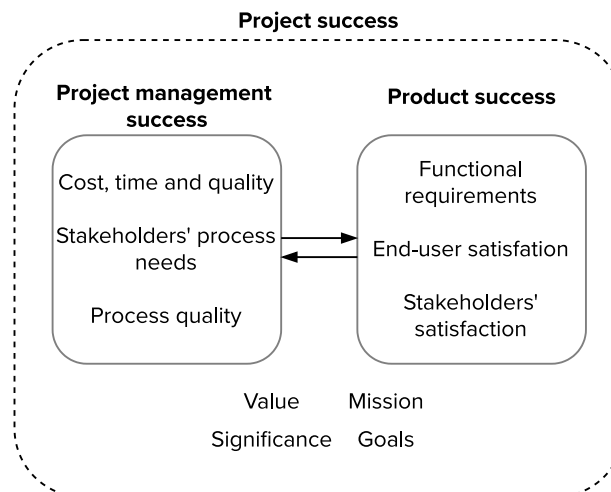 Project success
Project management
success
Cost, time and quality
Stakeholders' process
needs
Process quality
Product success
Functional
requirements
End-user satisfation
Stakeholders'
satisfaction
Value Mission
Significance Goals